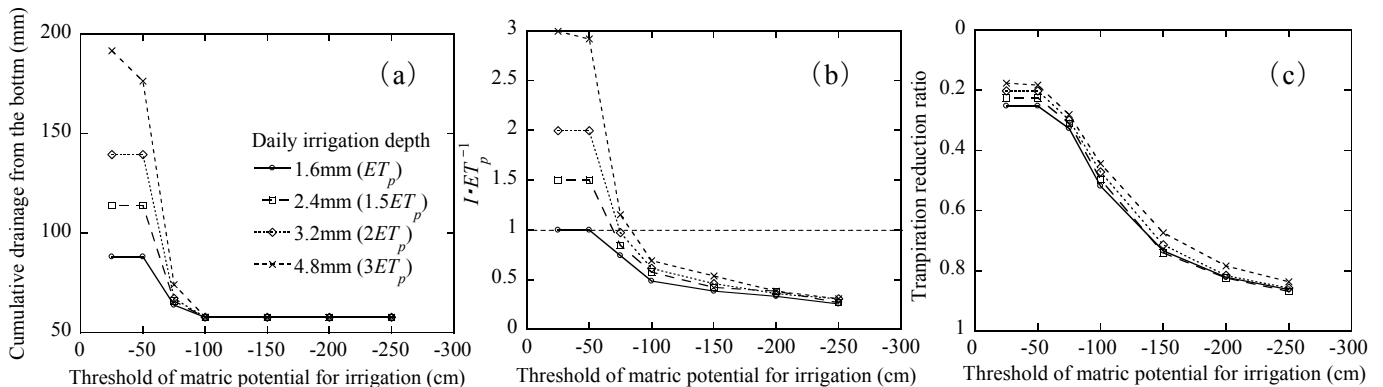 Cumulative drainage from the bottm (mm)
200
150
100
50
(a)
Daily irrigation depth
1.6mm (ETp)
2.4mm (1.5ETp)
3.2mm (2ETp)
4.8mm (3ETp)
0 -50 -100 -150 -200 -250 -300
Threshold of matric potential for irrigation (cm)
I•ETp⁻¹
3
2.5
2
1.5
1
0.5
0
(b)
0 -50 -100 -150 -200 -250 -300
Threshold of matric potential for irrigation (cm)
Tranpiration reduction ratio
0
0.2
0.4
0.6
0.8
1
(c)
0 -50 -100 -150 -200 -250 -300
Threshold of matric potential for irrigation (cm)